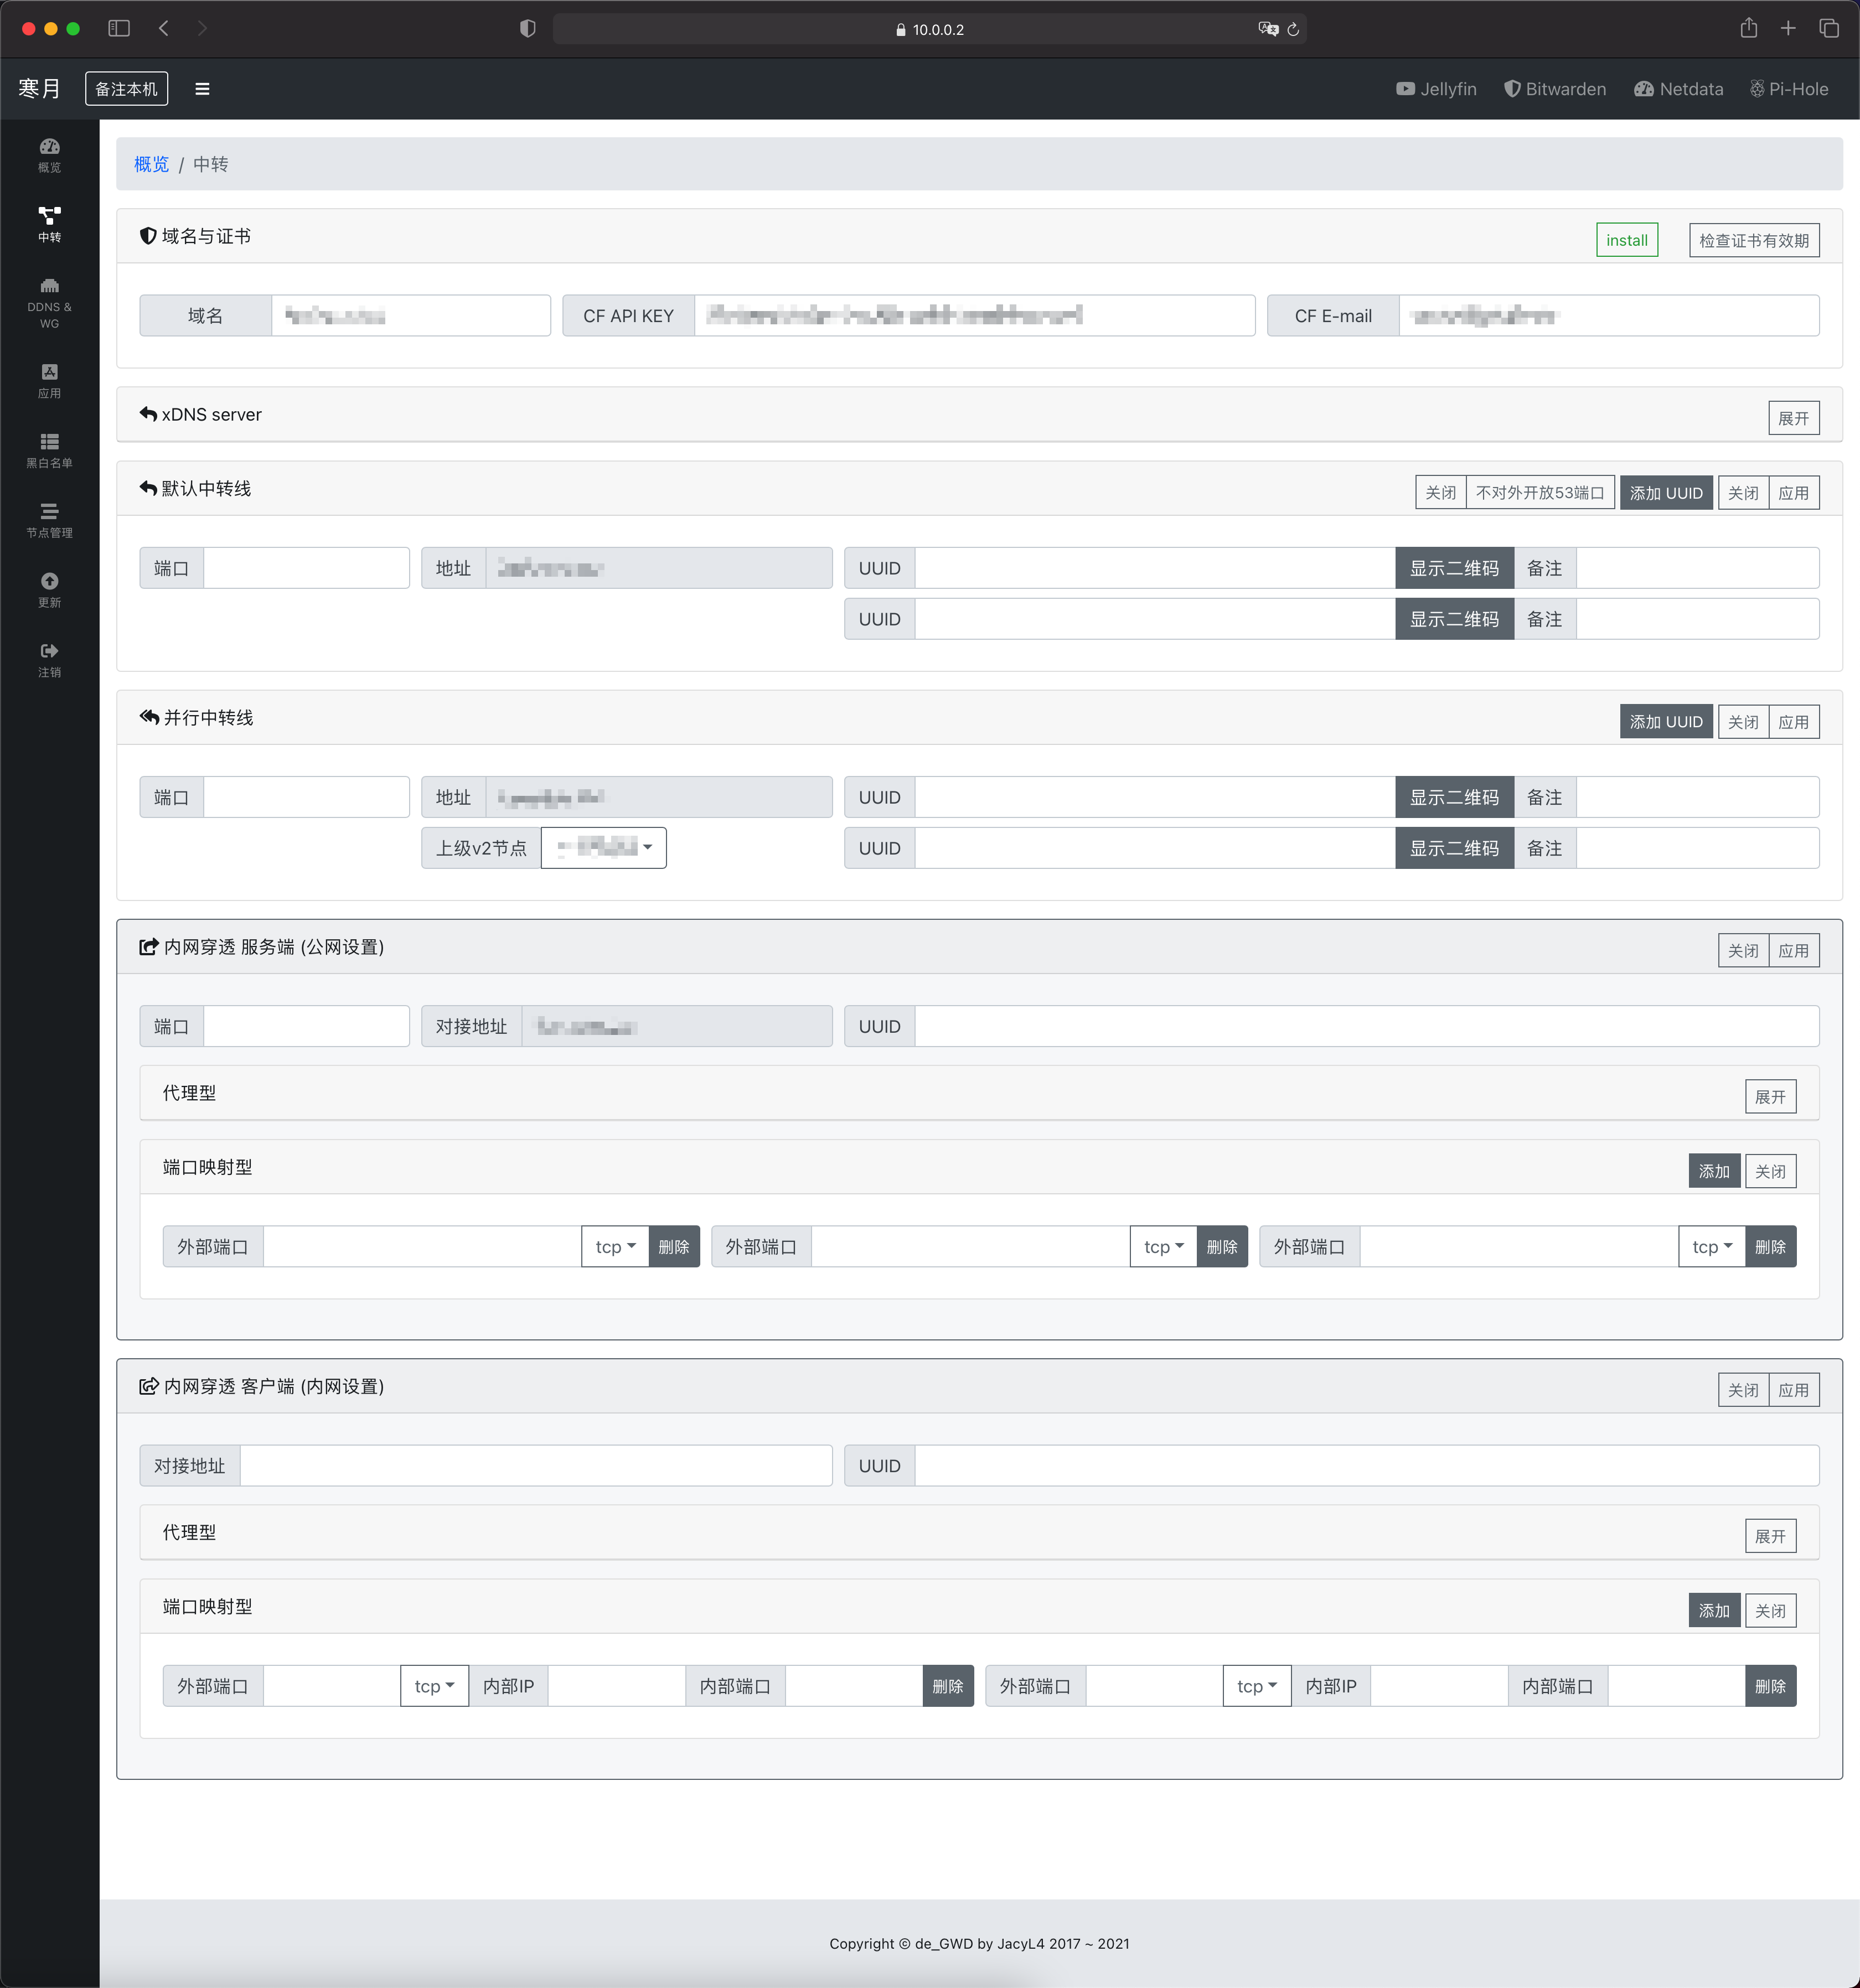 10.0.0.2
寒月 备注本机 Jellyfin Bitwarden Netdata Pi-Hole
概览
中转
DDNS &
WG
应用
黑白名单
节点管理
更新
注销
概览 / 中转
域名与证书 install 检查证书有效期
域名 CF API KEY CF E-mail
xDNS server 展开
默认中转线 关闭 不对外开放53端口 添加 UUID 关闭 应用
端口 地址 UUID 显示二维码 备注
UUID 显示二维码 备注
并行中转线 添加 UUID 关闭 应用
端口 地址 UUID 显示二维码 备注
上级v2节点 UUID 显示二维码 备注
内网穿透 服务端 (公网设置) 关闭 应用
端口 对接地址 UUID
代理型 展开
端口映射型 添加 关闭
外部端口 tcp 删除 外部端口 tcp 删除 外部端口 tcp 删除
内网穿透 客户端 (内网设置) 关闭 应用
对接地址 UUID
代理型 展开
端口映射型 添加 关闭
外部端口 tcp 内部IP 内部端口 删除 外部端口 tcp 内部IP 内部端口 删除
Copyright © de_GWD by JacyL4 2017 ~ 2021